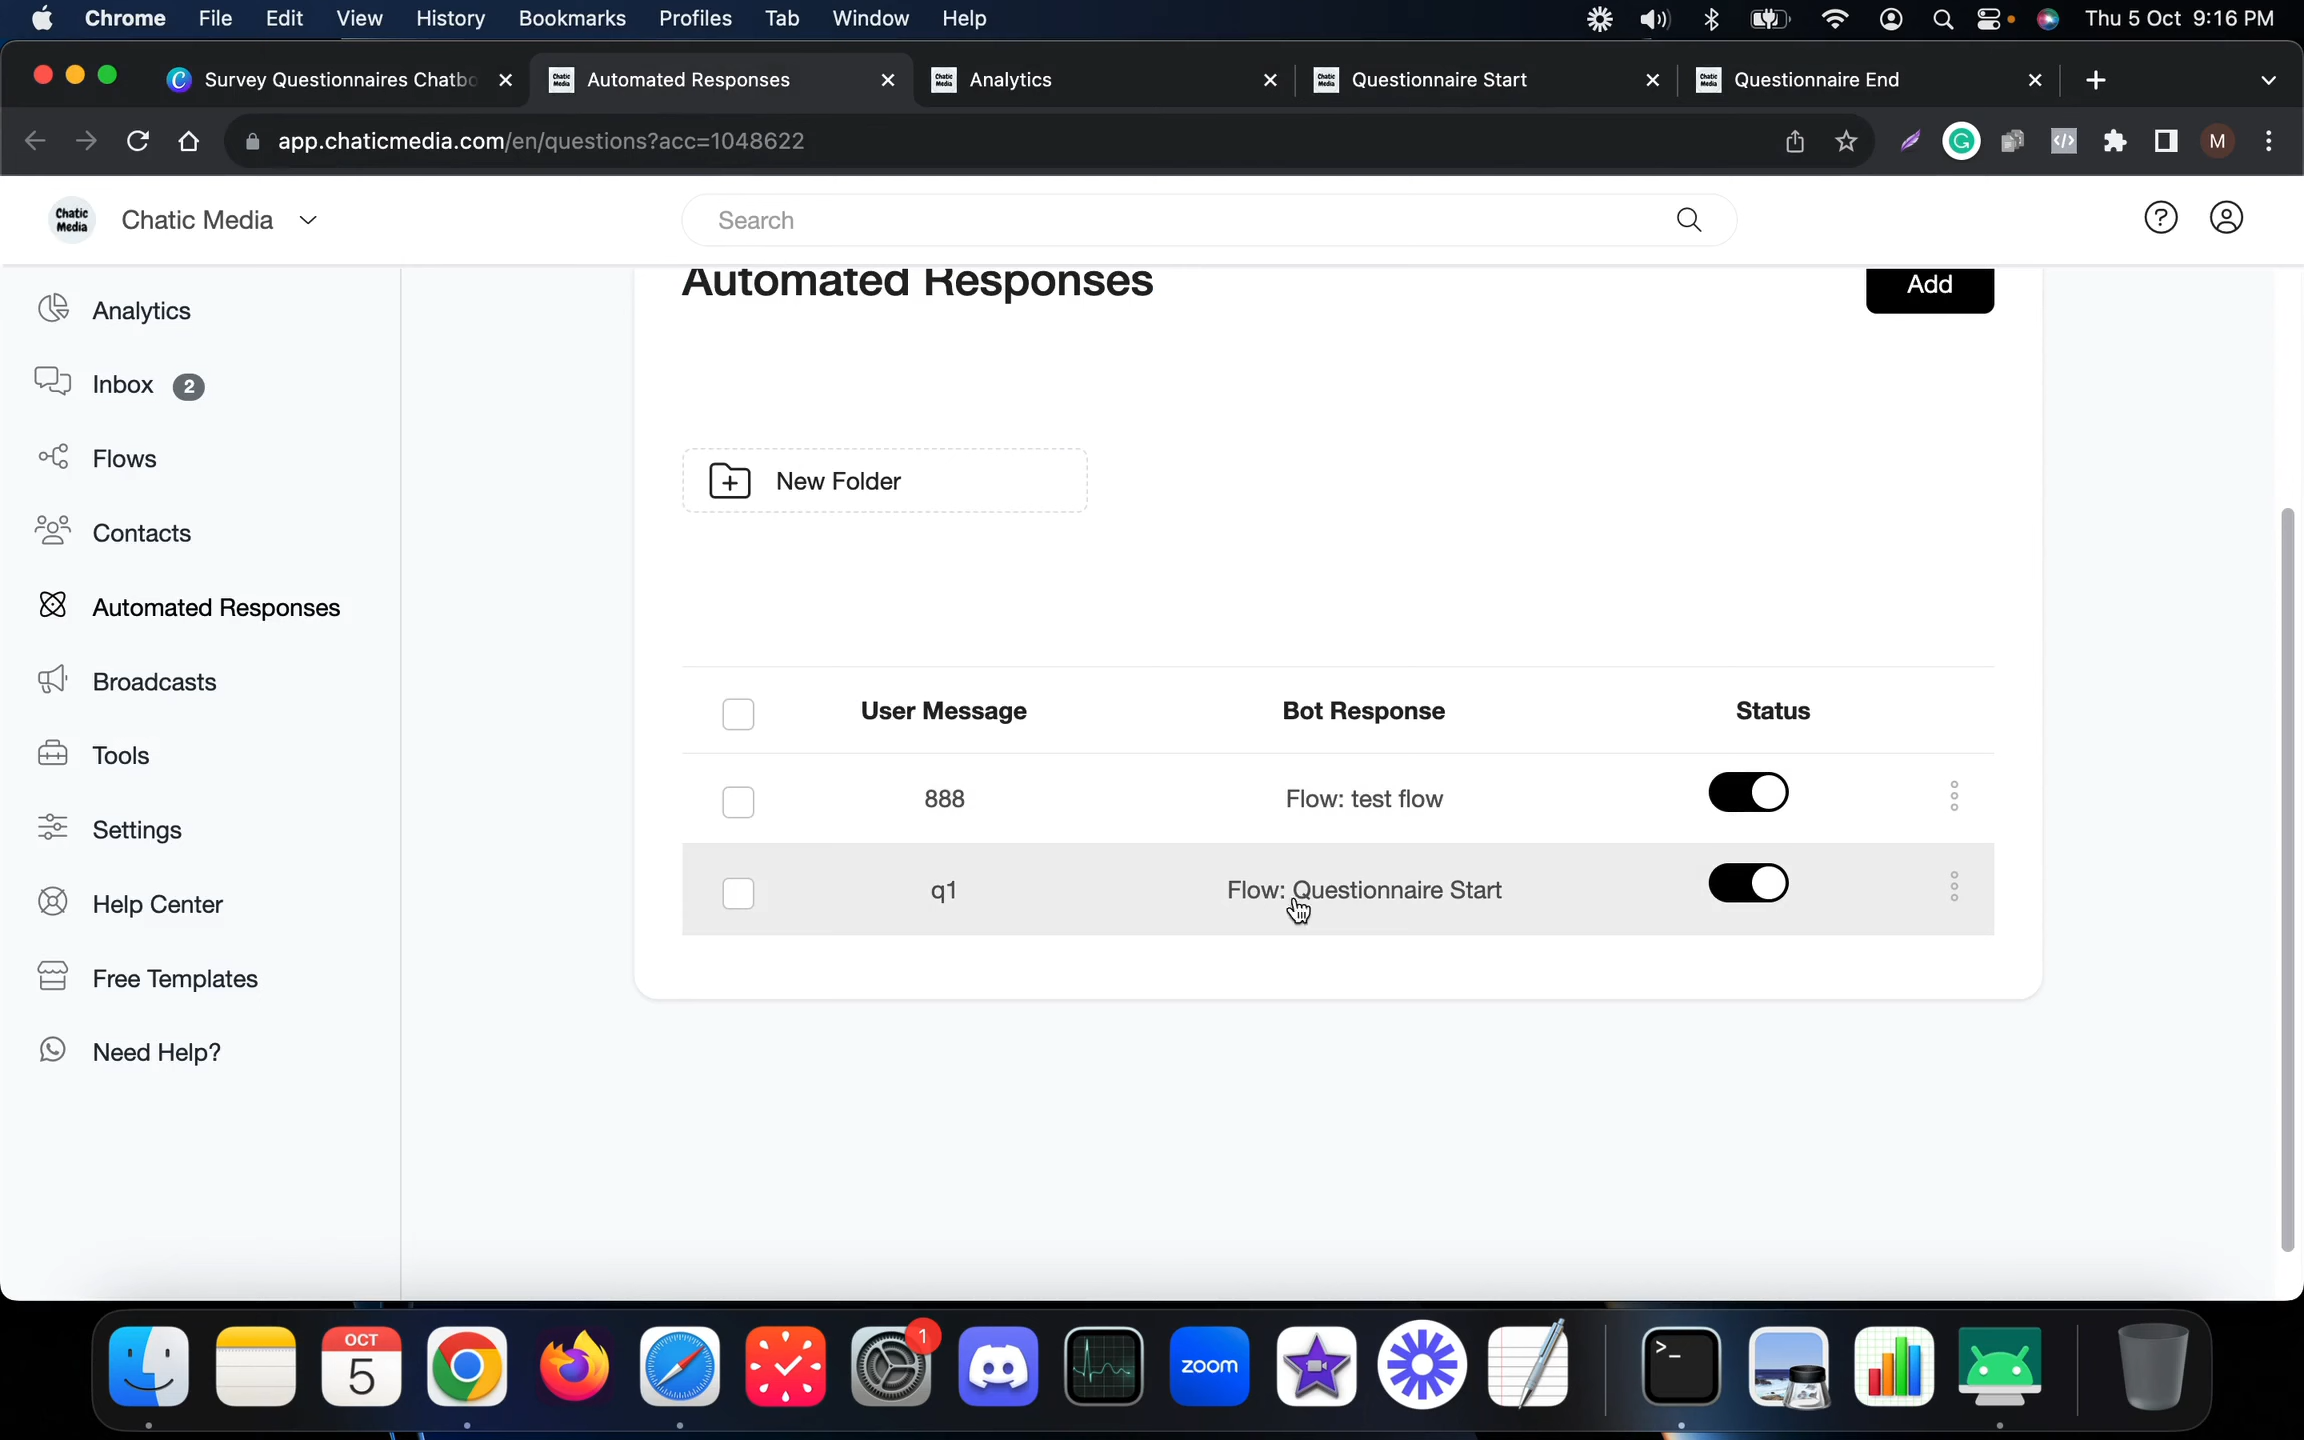 Chrome File Edit View History Bookmarks Profiles Tab Window Help Thu 5 Oct 9:16 PM
Survey Questionnaires Chatbo Automated Responses Analytics Questionnaire Start Questionnaire End
app.chaticmedia.com/en/questions?acc=1048622 M
Chatic Media Chatic Media Search
Automated Responses Add
Analytics
Inbox 2
Flows
New Folder
Contacts
Automated Responses
Broadcasts
Tools
Settings
Help Center
Free Templates
Need Help?
User Message Bot Response Status
888 Flow: test flow
q1 Flow: Questionnaire Start
OCT
5
1
zoom